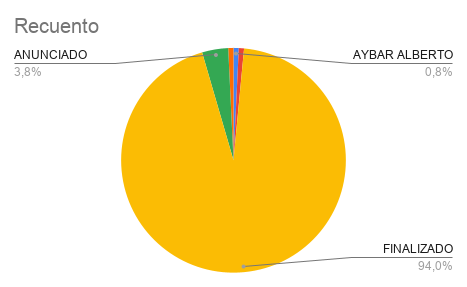 Recuento
ANUNCIADO
3,8%
AYBAR ALBERTO
0,8%
FINALIZADO
94,0%